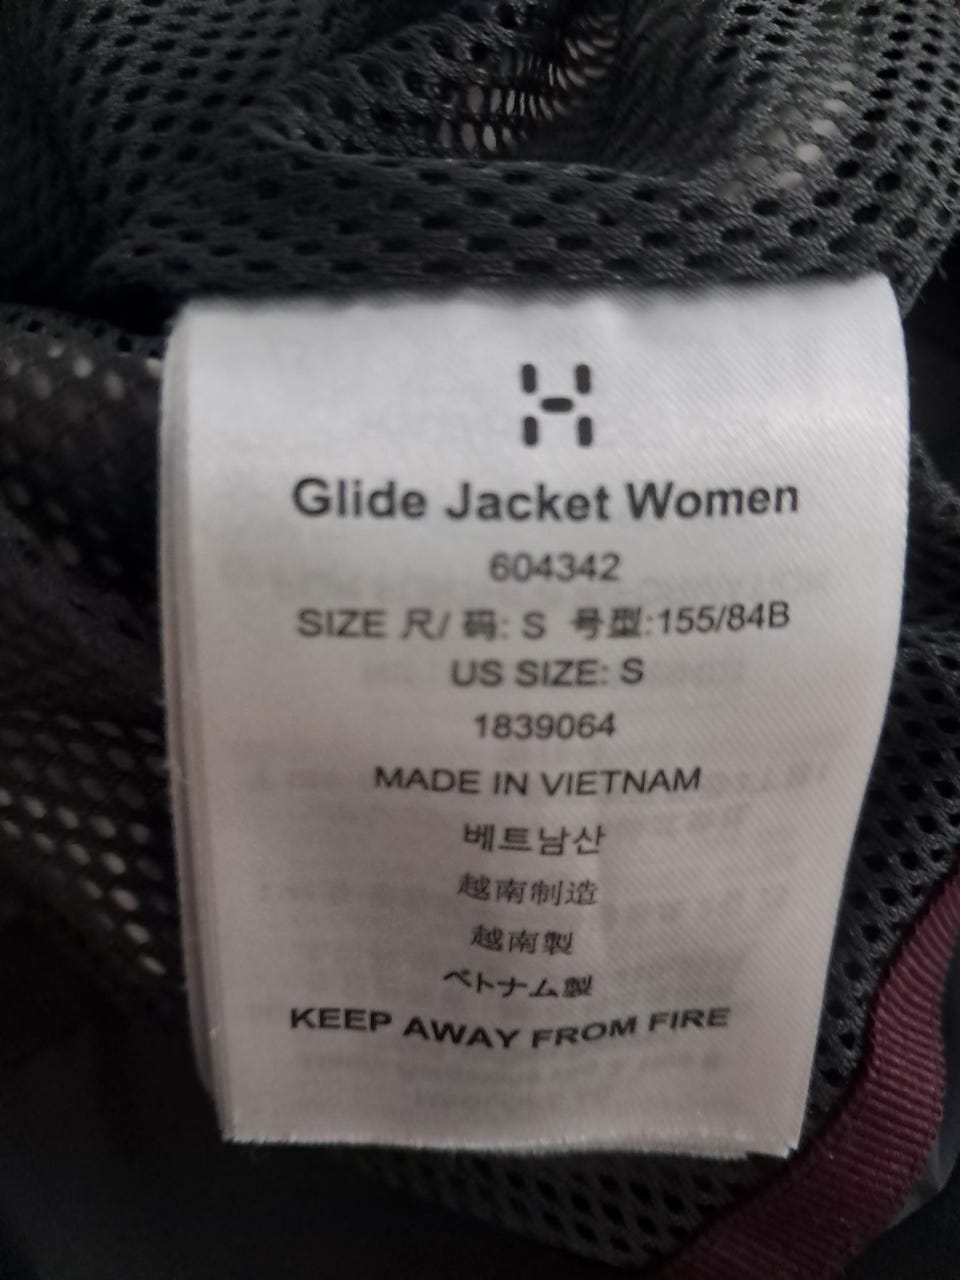 Glide Jacket Women
604342
SIZE 尺/ 码: S 号型:155/84B
US SIZE: S
1839064
MADE IN VIETNAM
베트남산
越南制造
越南製
ベトナム製
KEEP AWAY FROM FIRE